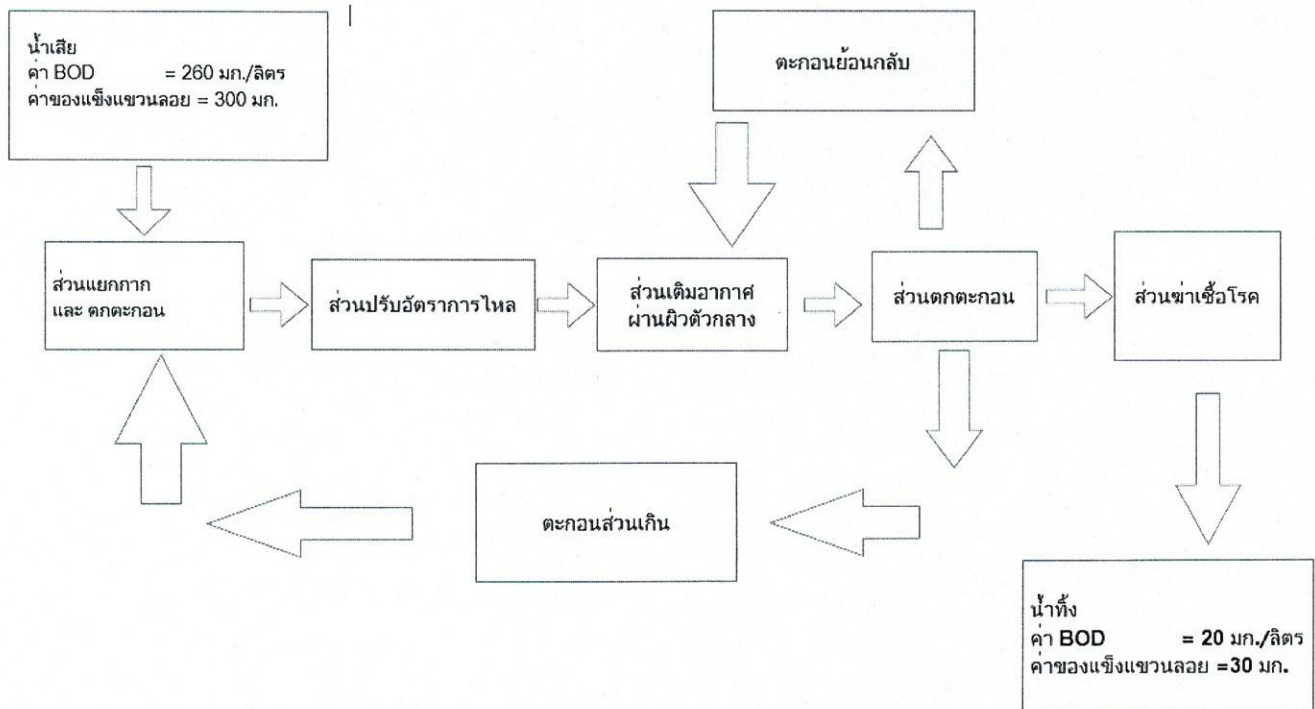 น้ำเสีย
ค่า BOD = 260 มก./ลิตร
ค่าของแข็งแขวนลอย = 300 มก.
ตะกอนย้อนกลับ
ส่วนแยกกาก
และ ตกตะกอน
ส่วนปรับอัตราการไหล
ส่วนเติมอากาศ
ผ่านผิวตัวกลาง
ส่วนตกตะกอน
ส่วนฆ่าเชื้อโรค
ตะกอนส่วนเกิน
น้ำทิ้ง
ค่า BOD = 20 มก./ลิตร
ค่าของแข็งแขวนลอย =30 มก.